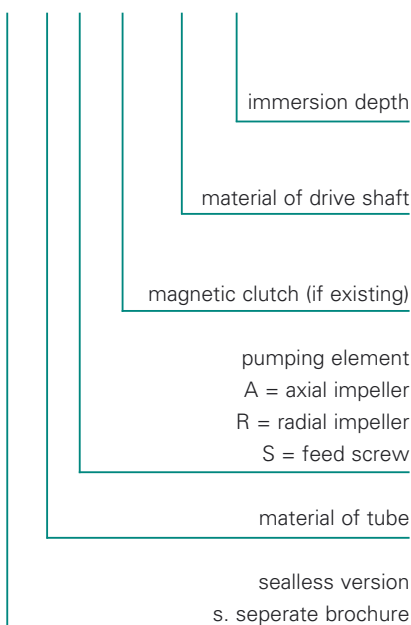 immersion depth
material of drive shaft
magnetic clutch (if existing)
pumping element
A = axial impeller
R = radial impeller
S = feed screw
material of tube
sealless version
s. seperate brochure